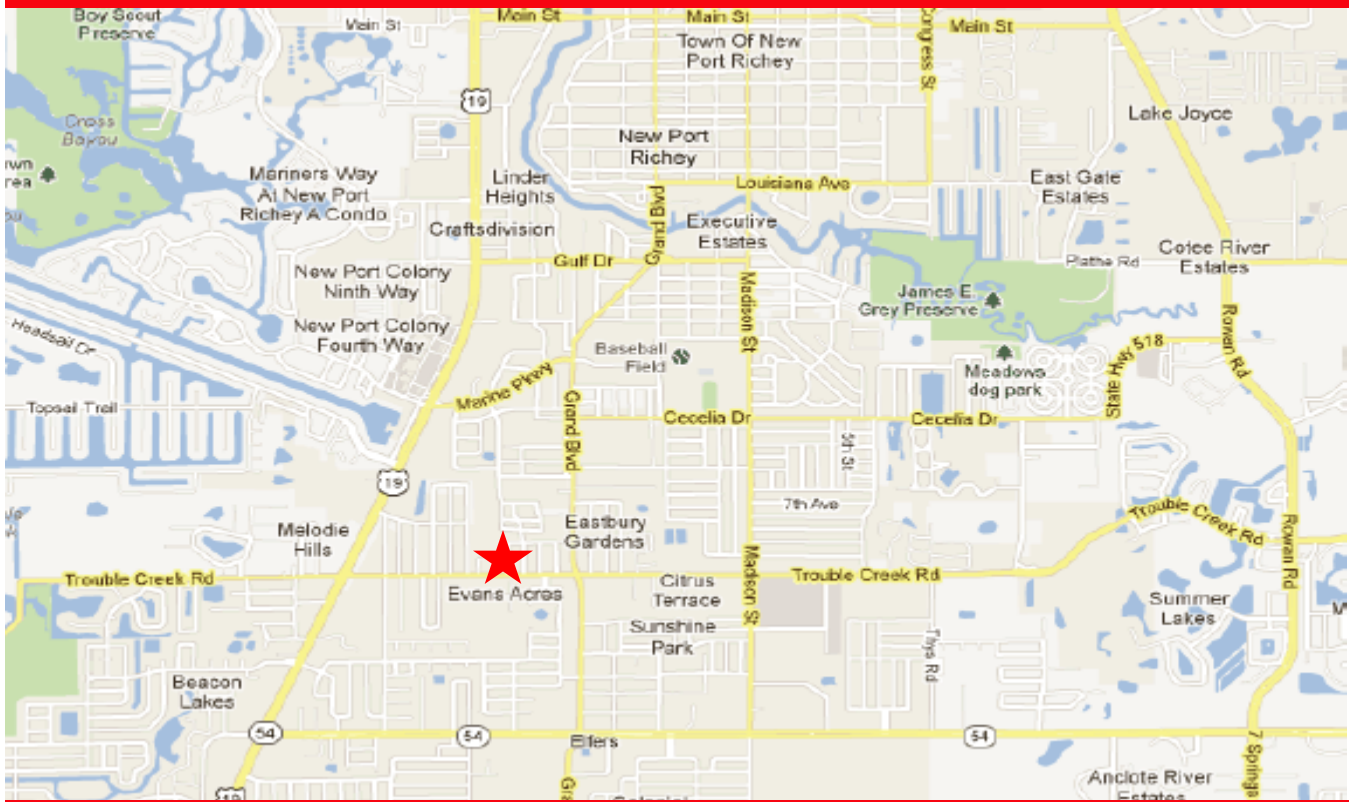 Boy Scout
Preserve
Main St
Main St
Main St
Main St
Congress St
Town Of New
Port Richey
19
Cross
Bayou
Lake Joyce
New Port
Richey
Mariners Way
At New Port
Richey A Condo
Linder
Heights
Louisiana Ave
East Gate
Estates
Grand Blvd
Executive
Estates
Craftsdivision
Gulf Dr
Cotee River
Estates
Plathe Rd
New Port Colony
Ninth Way
Madison St
James E
Grey Preserve
Rowan Rd
New Port Colony
Fourth Way
Headsail Dr
Baseball
Field
State Hwy 518
Meadows
dog park
Marine Pkwy
Topsail Trail
Grand Blvd
Cecelia Dr
Cecelia Dr
5th St
19
7th Ave
Trouble Creek Rd
Melodie
Hills
Eastbury
Gardens
Rowan Rd
Trouble Creek Rd
Evans Acres
Citrus
Terrace
Madison St
Trouble Creek Rd
Summer
Lakes
Sunshine
Park
Thys Rd
Beacon
Lakes
54
54
Elfers
54
7 Springs
Anclote River
Estates
19